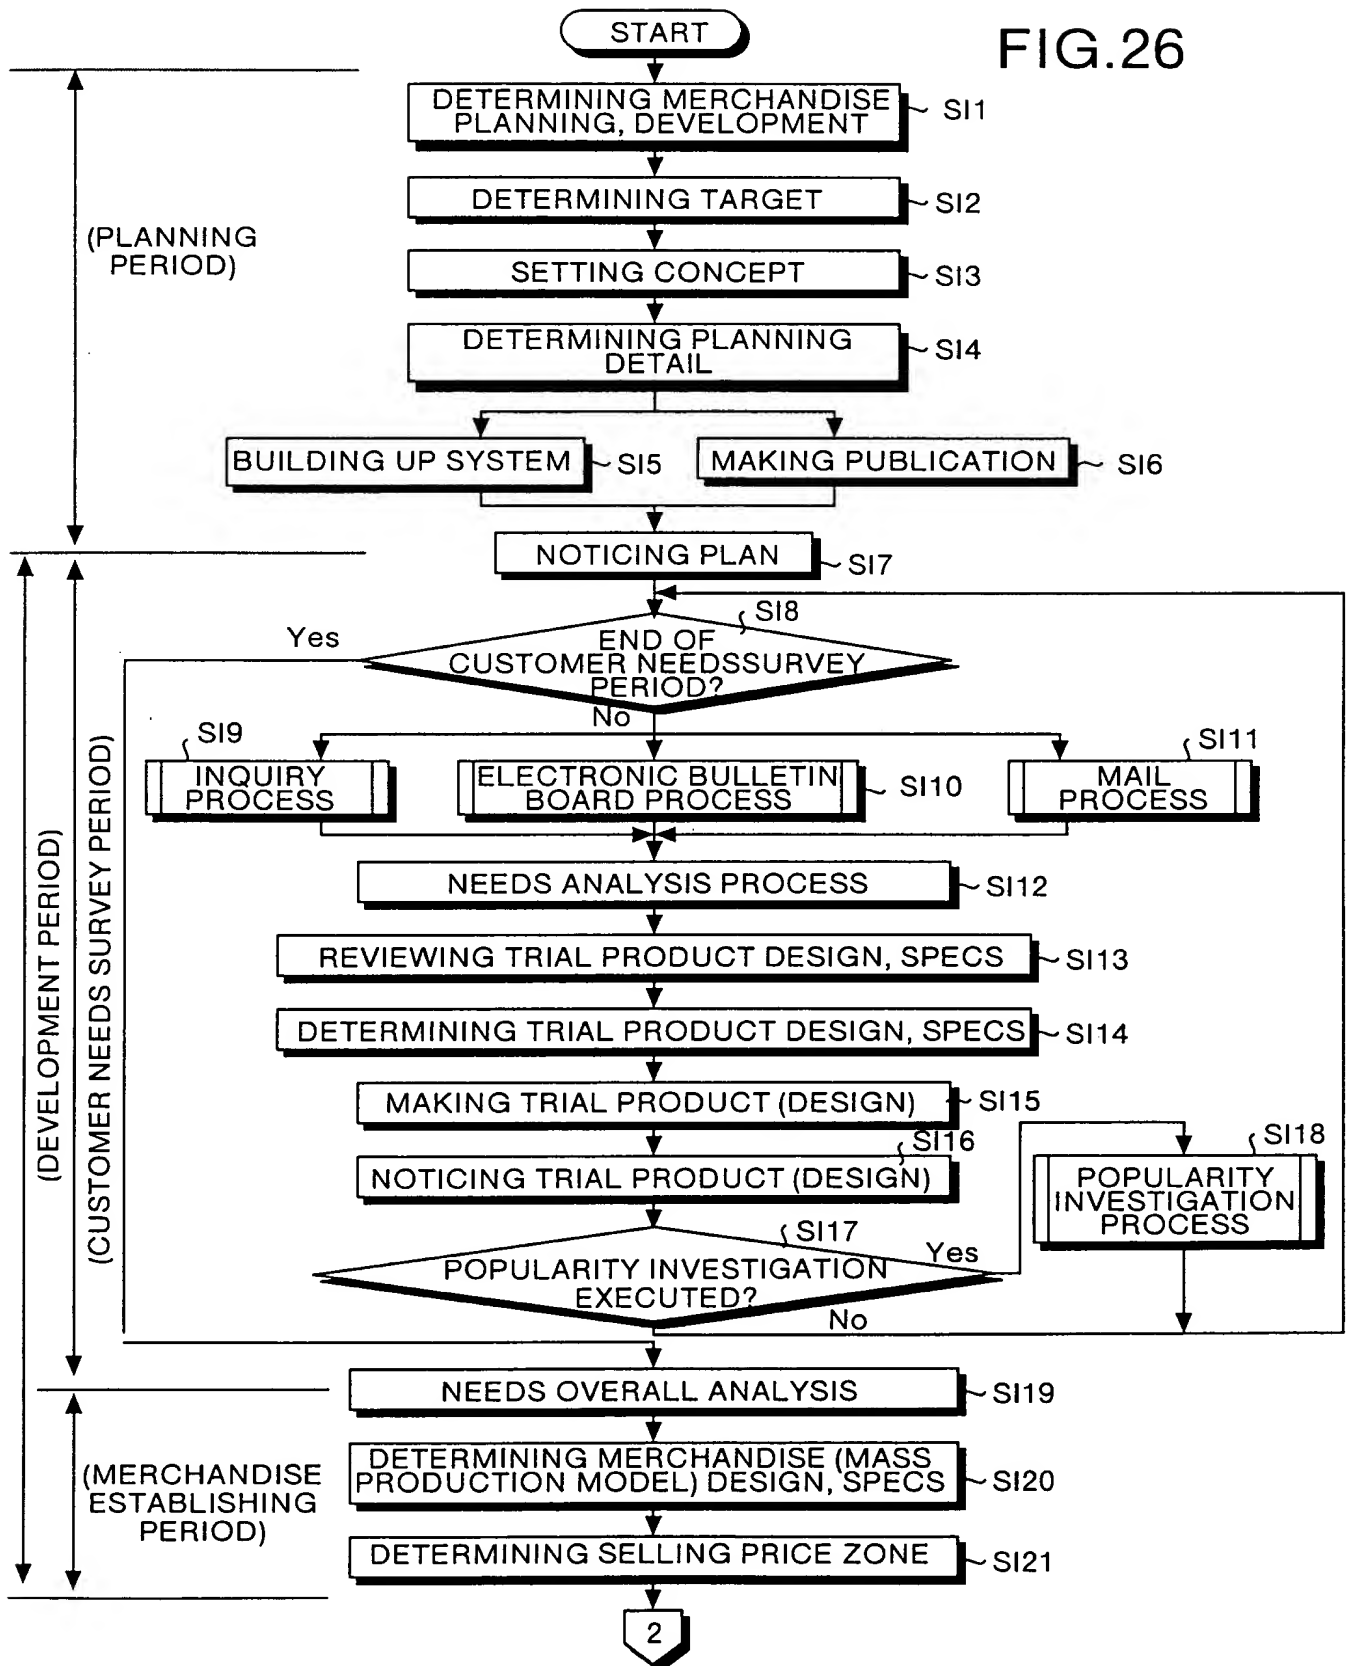 START
FIG.26
DETERMINING MERCHANDISE
PLANNING, DEVELOPMENT
SI1
DETERMINING TARGET
SI2
(PLANNING
PERIOD)
SETTING CONCEPT
SI3
DETERMINING PLANNING
DETAIL
SI4
BUILDING UP SYSTEM
SI5
MAKING PUBLICATION
SI6
NOTICING PLAN
SI7
SI8
Yes
END OF
CUSTOMER NEEDSSURVEY
PERIOD?
No
SI9
INQUIRY
PROCESS
ELECTRONIC BULLETIN
BOARD PROCESS
SI10
SI11
MAIL
PROCESS
(DEVELOPMENT PERIOD)
(CUSTOMER NEEDS SURVEY PERIOD)
NEEDS ANALYSIS PROCESS
SI12
REVIEWING TRIAL PRODUCT DESIGN, SPECS
SI13
DETERMINING TRIAL PRODUCT DESIGN, SPECS
SI14
MAKING TRIAL PRODUCT (DESIGN)
SI15
SI16
NOTICING TRIAL PRODUCT (DESIGN)
SI18
POPULARITY
INVESTIGATION
PROCESS
SI17
Yes
POPULARITY INVESTIGATION
EXECUTED?
No
NEEDS OVERALL ANALYSIS
SI19
(MERCHANDISE
ESTABLISHING
PERIOD)
DETERMINING MERCHANDISE (MASS
PRODUCTION MODEL) DESIGN, SPECS
SI20
DETERMINING SELLING PRICE ZONE
SI21
2